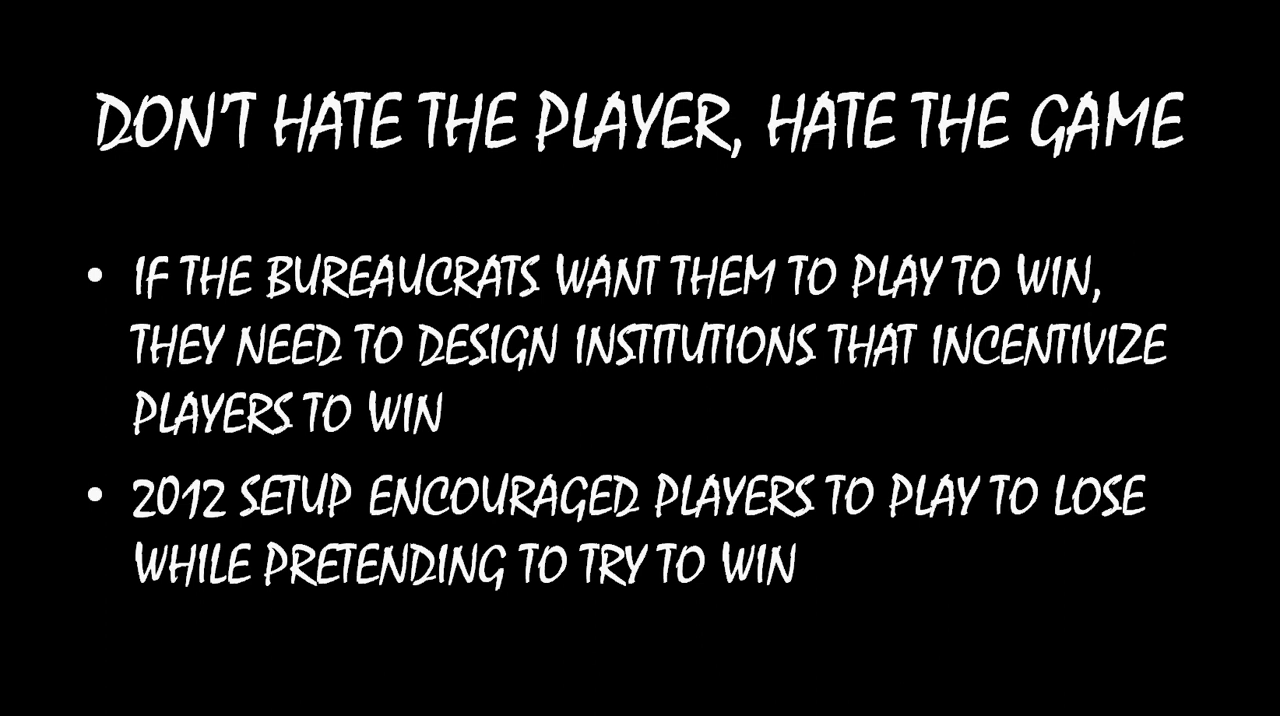 DON'T HATE THE PLAYER, HATE THE GAME
• IF THE BUREAUCRATS WANT THEM TO PLAY TO WIN,
THEY NEED TO DESIGN INSTITUTIONS THAT INCENTIVIZE
PLAYERS TO WIN
• 2012 SETUP ENCOURAGED PLAYERS TO PLAY TO LOSE
WHILE PRETENDING TO TRY TO WIN